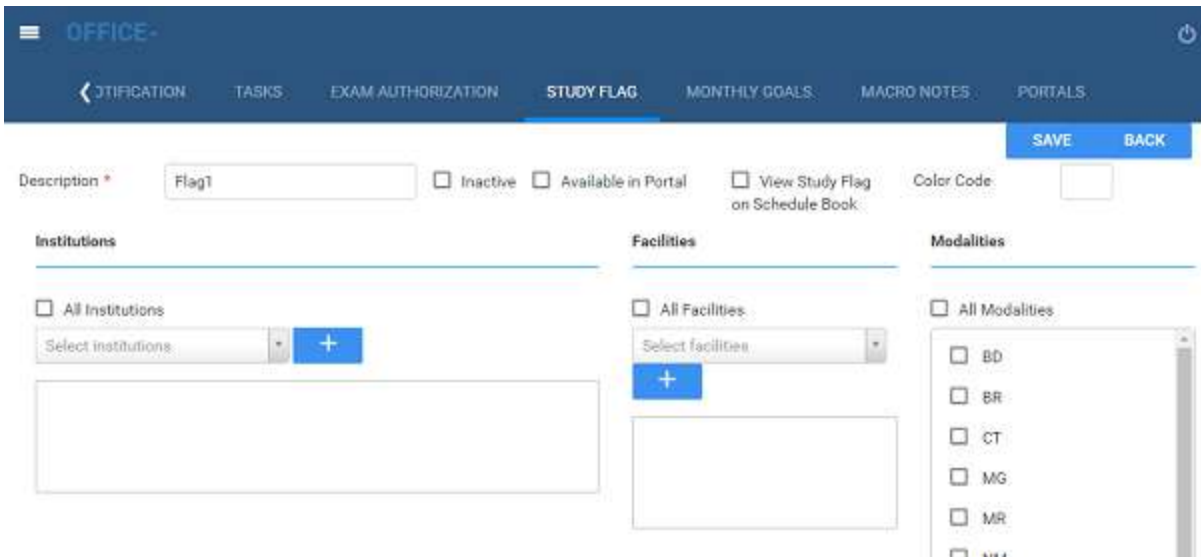 OFFICE-
OTIFICATION TASKS EXAM AUTHORIZATION STUDY FLAG MONTHLY GOALS MACRO NOTES PORTALS
SAVE BACK
Description * Flag1 Inactive Available in Portal View Study Flag on Schedule Book Color Code
Institutions Facilities Modalities
All Institutions All Facilities All Modalities
Select institutions + Select facilities
+
BD
BR
CT
MG
MR
NM